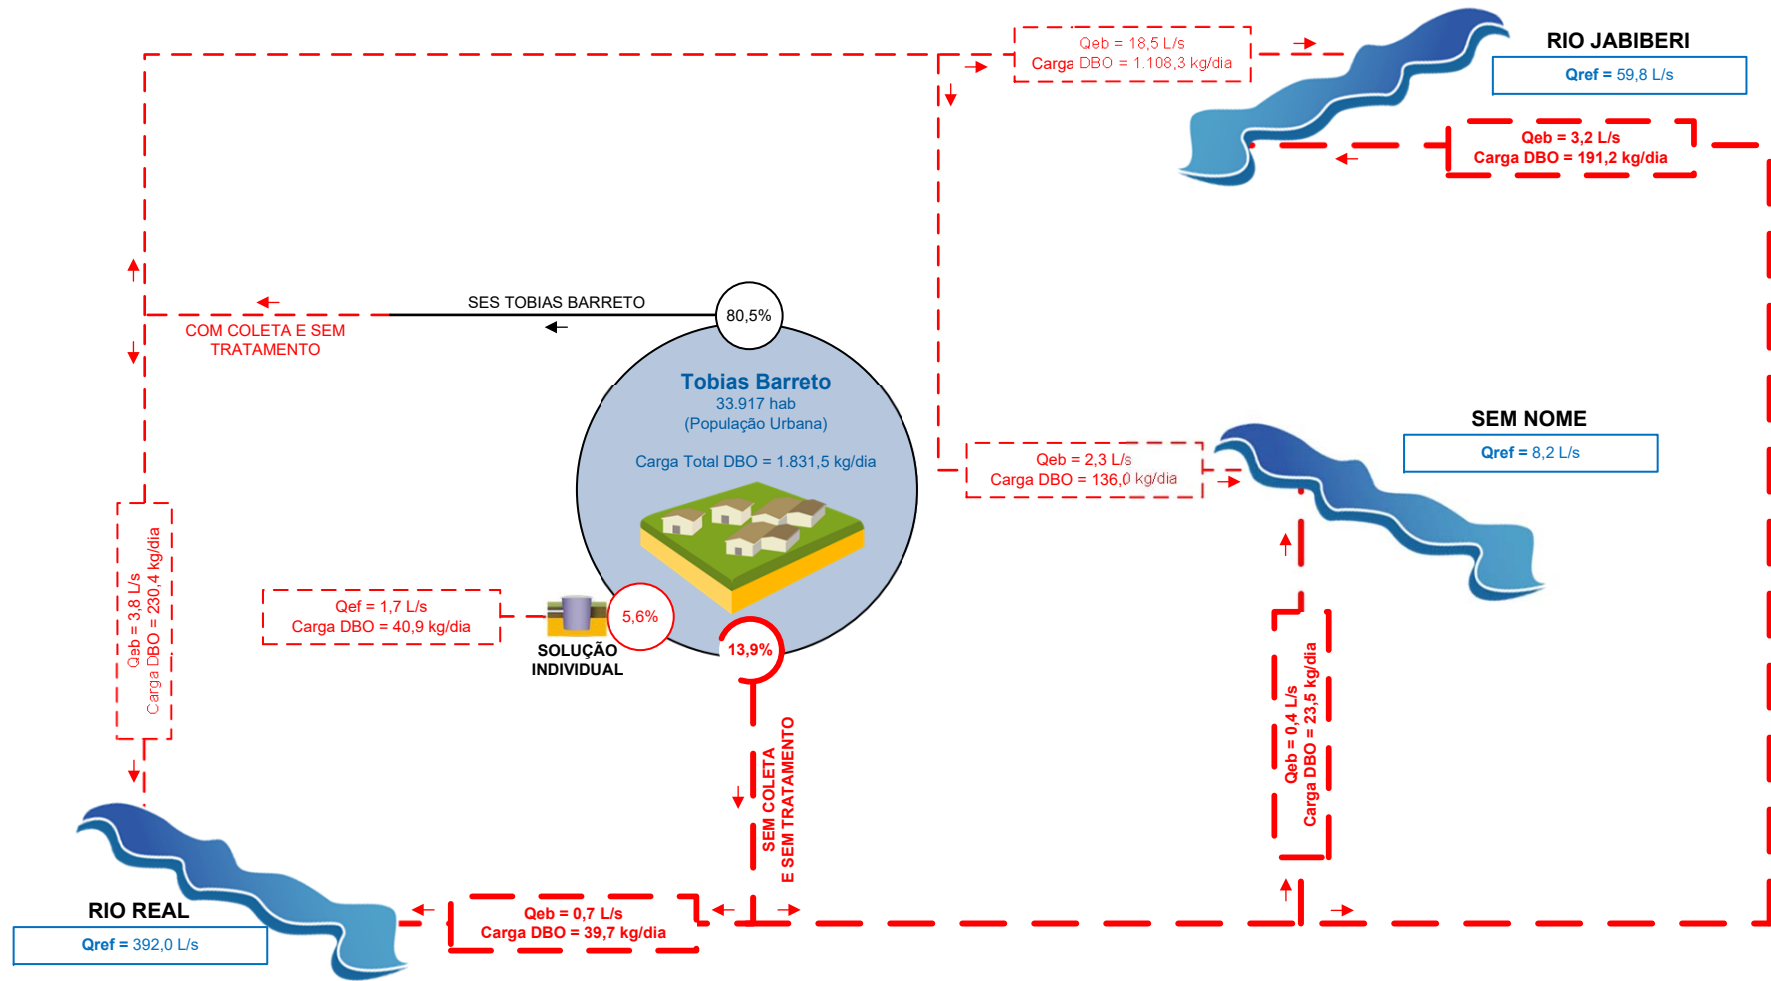 Qeb = 18,5 L/s
Carga DBO = 1.108,3 kg/dia
RIO JABIBERI
Qref = 59,8 L/s
Qeb = 3,2 L/s
Carga DBO = 191,2 kg/dia
SES TOBIAS BARRETO
80,5%
COM COLETA E SEM
TRATAMENTO
Tobias Barreto
33.917 hab
(População Urbana)
Carga Total DBO = 1.831,5 kg/dia
SEM NOME
Qref = 8,2 L/s
Qeb = 2,3 L/s
Carga DBO = 136,0 kg/dia
Qeb = 3,8 L/s
Carga DBO = 230,4 kg/dia
Qef = 1,7 L/s
Carga DBO = 40,9 kg/dia
5,6%
SOLUÇÃO
INDIVIDUAL
13,9%
SEM COLETA
E SEM TRATAMENTO
Qeb = 0,4 L/s
Carga DBO = 23,5 kg/dia
RIO REAL
Qref = 392,0 L/s
Qeb = 0,7 L/s
Carga DBO = 39,7 kg/dia